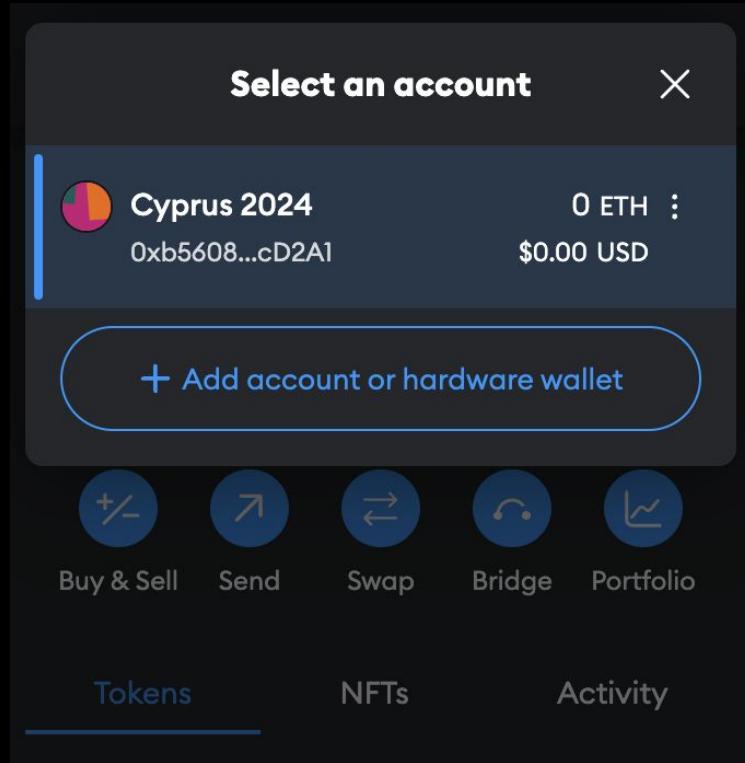 Select an account
Cyprus 2024
0 ETH
0xb5608...cD2A1
$0.00 USD
+ Add account or hardware wallet
Buy & Sell
Send
Swap
Bridge
Portfolio
Tokens
NFTs
Activity